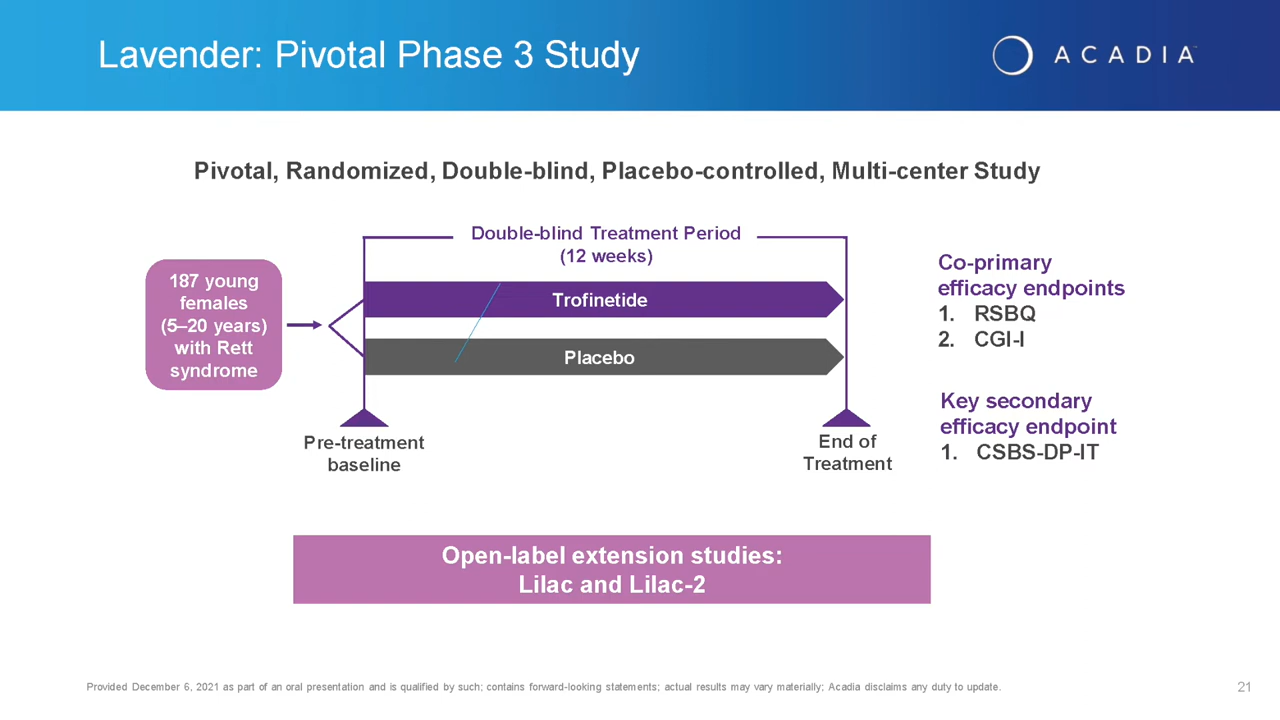 Lavender: Pivotal Phase 3 Study
ACADIA
Pivotal, Randomized, Double-blind, Placebo-controlled, Multi-center Study
Double-blind Treatment Period
(12 weeks)
187 young
females
(5–20 years)
with Rett
syndrome
Trofinetide
Placebo
Pre-treatment
baseline
End of
Treatment
Co-primary
efficacy endpoints
1. RSBQ
2. CGI-I
Key secondary
efficacy endpoint
1. CSBS-DP-IT
Open-label extension studies:
Lilac and Lilac-2
Provided December 6, 2021 as part of an oral presentation and is qualified by such; contains forward-looking statements; actual results may vary materially; Acadia disclaims any duty to update.
21